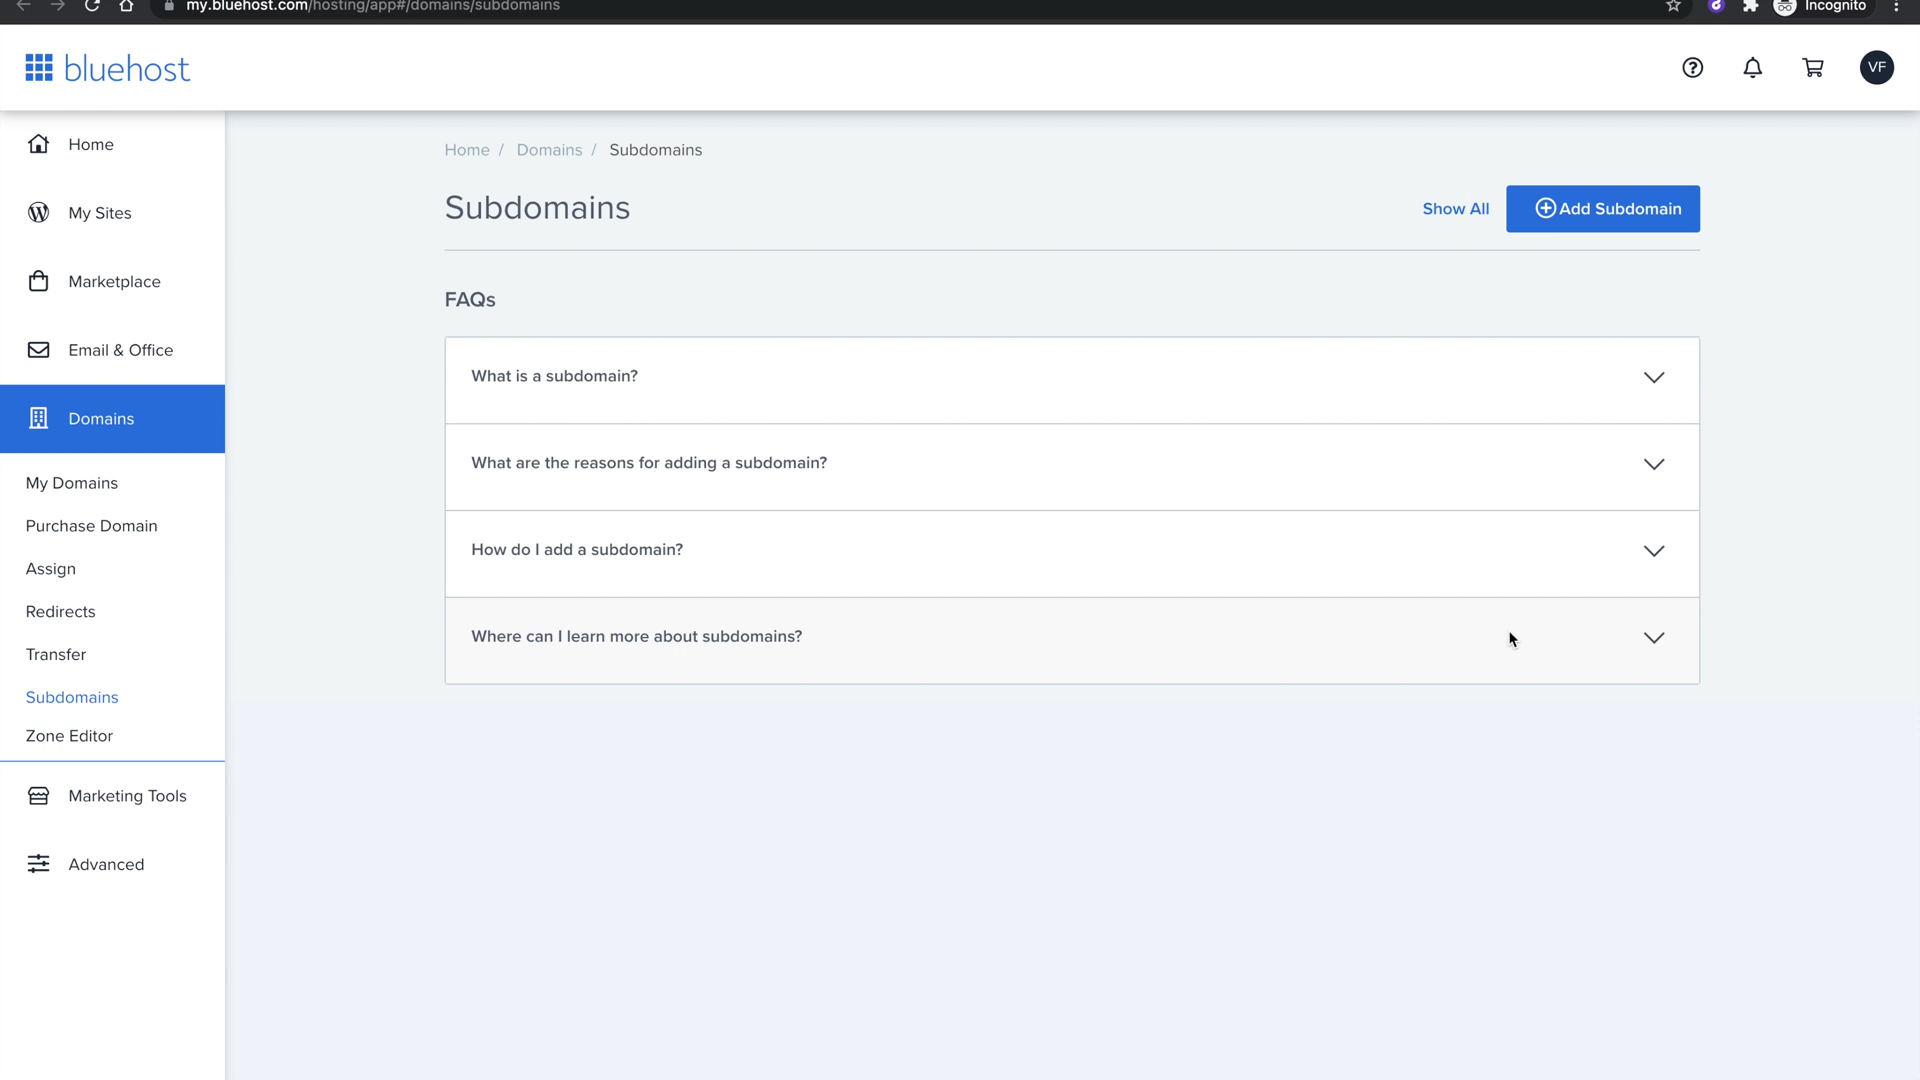 my.bluehost.com/hosting/app#/domains/subdomains
Incognito
bluehost
VF
Home
My Sites
Marketplace
Email & Office
Domains
My Domains
Purchase Domain
Assign
Redirects
Transfer
Subdomains
Zone Editor
Marketing Tools
Advanced
Home / Domains / Subdomains
Subdomains
Show All
Add Subdomain
FAQs
What is a subdomain?
What are the reasons for adding a subdomain?
How do I add a subdomain?
Where can I learn more about subdomains?